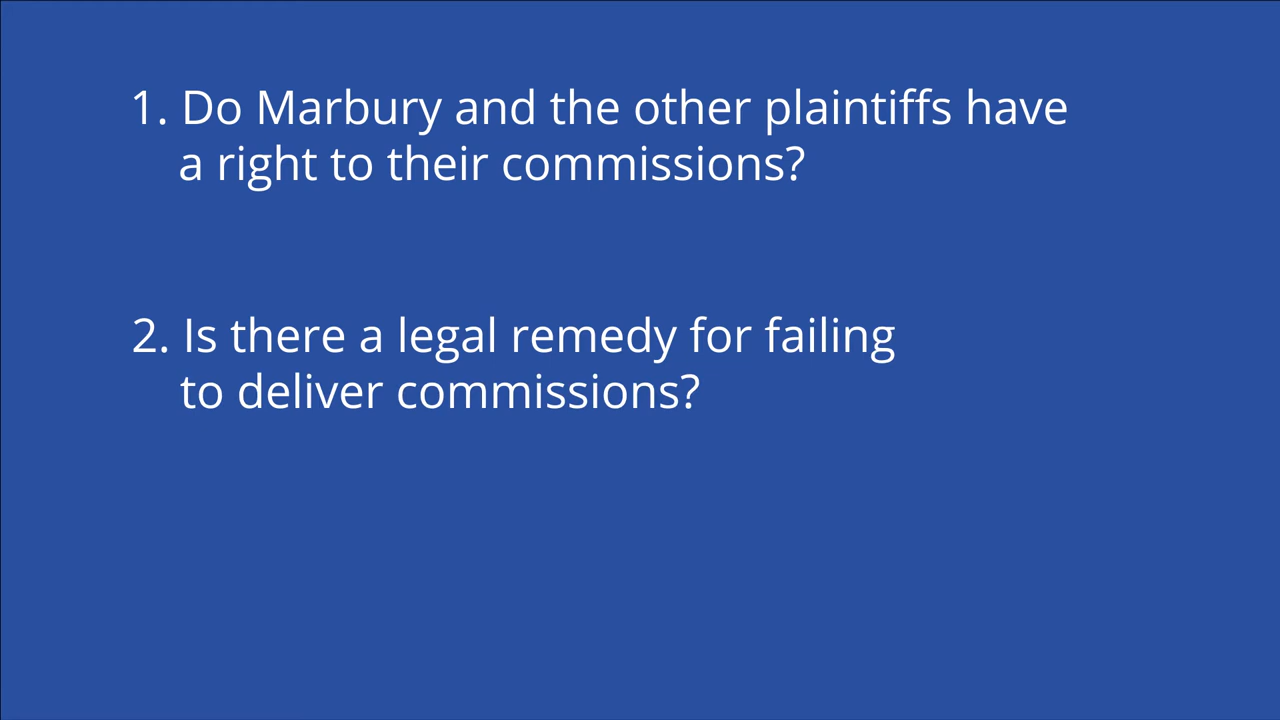 1. Do Marbury and the other plaintiffs have
a right to their commissions?
2. Is there a legal remedy for failing
to deliver commissions?